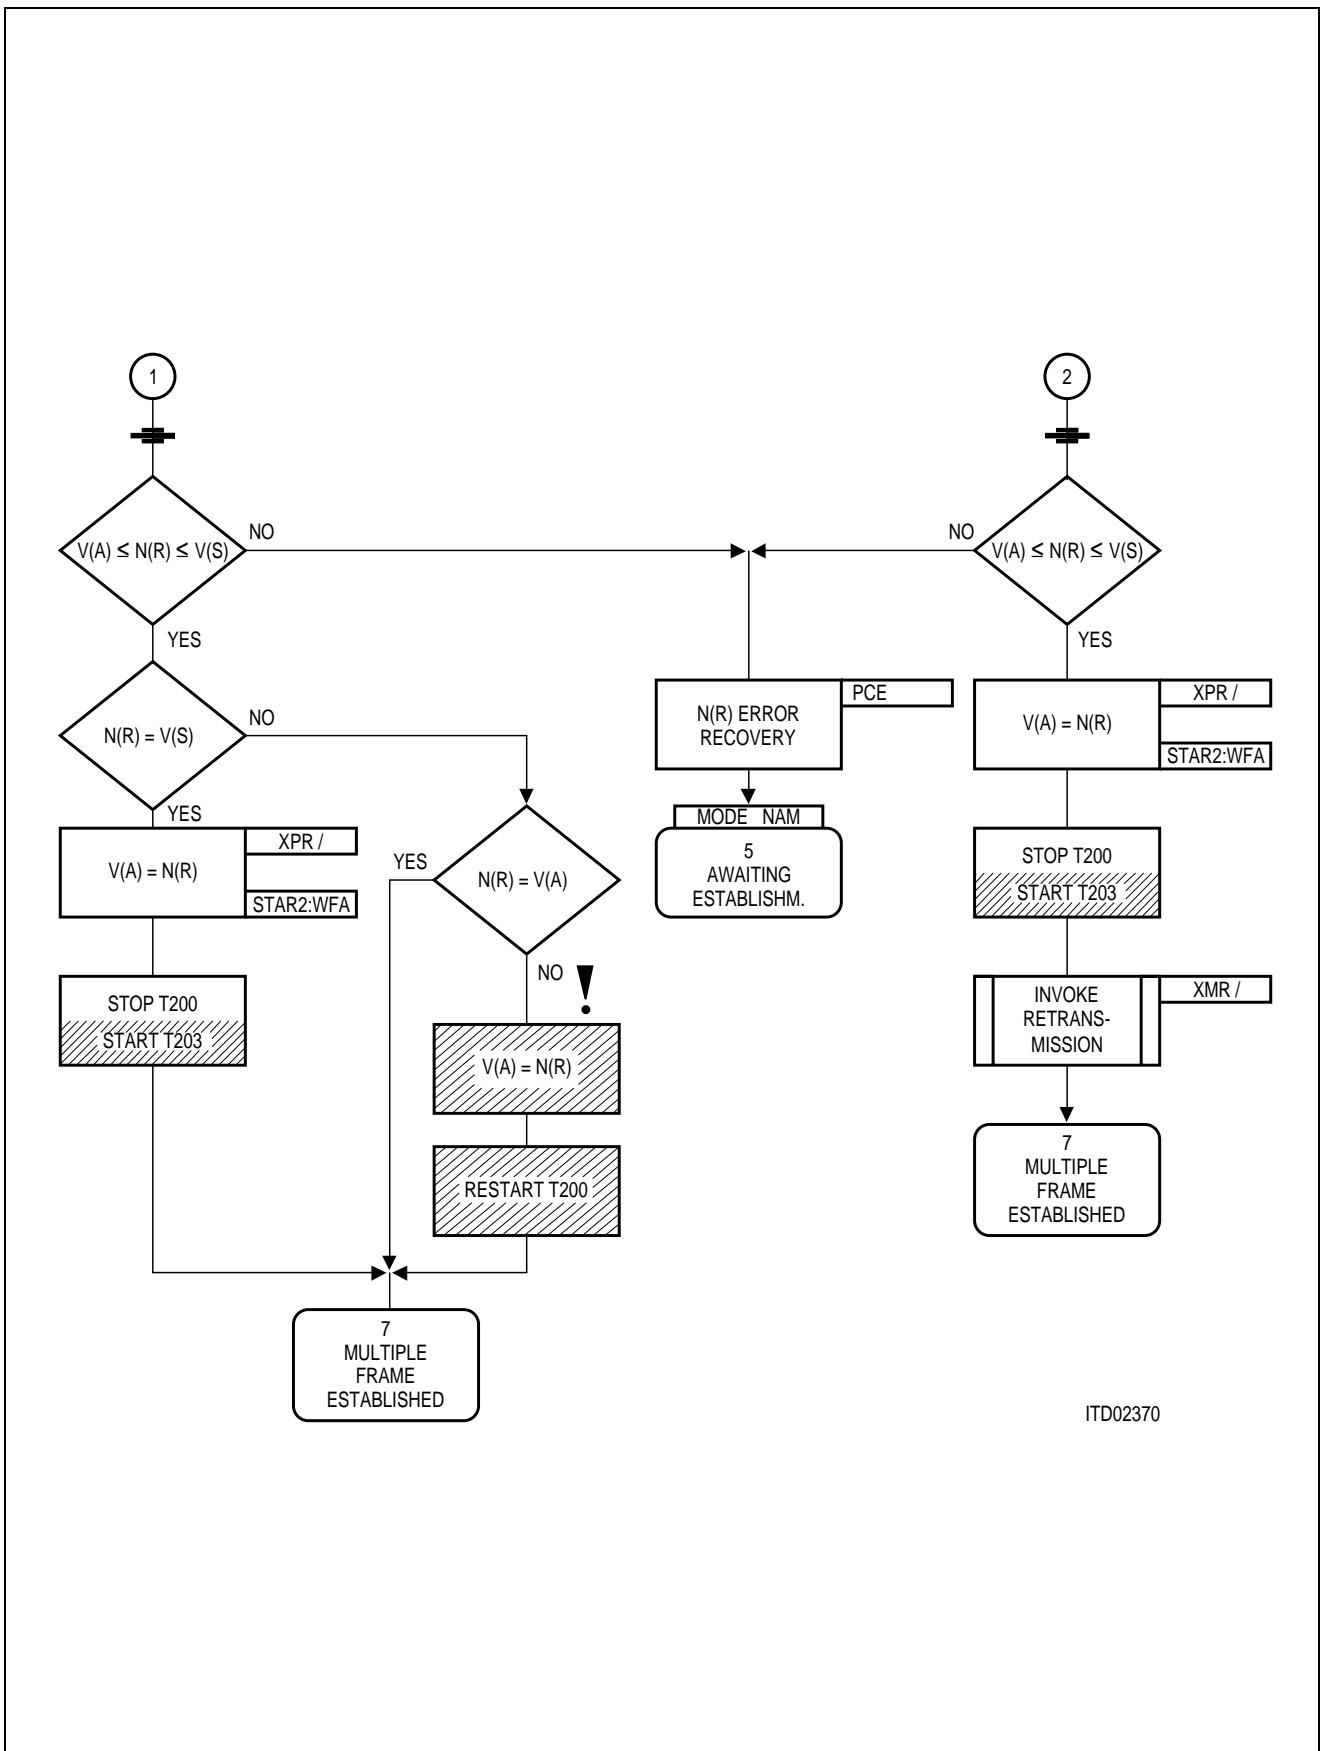 1
2
V(A) ≤ N(R) ≤ V(S)
NO
NO
V(A) ≤ N(R) ≤ V(S)
YES
YES
N(R) = V(S)
NO
N(R) ERROR
RECOVERY
PCE
V(A) = N(R)
XPR /
STAR2:WFA
YES
V(A) = N(R)
XPR /
STAR2:WFA
YES
N(R) = V(A)
MODE NAM
5
AWAITING
ESTABLISHM.
STOP T200
START T203
NO
!
STOP T200
START T203
INVOKE
RETRANS-
MISSION
XMR /
V(A) = N(R)
RESTART T200
7
MULTIPLE
FRAME
ESTABLISHED
7
MULTIPLE
FRAME
ESTABLISHED
ITD02370